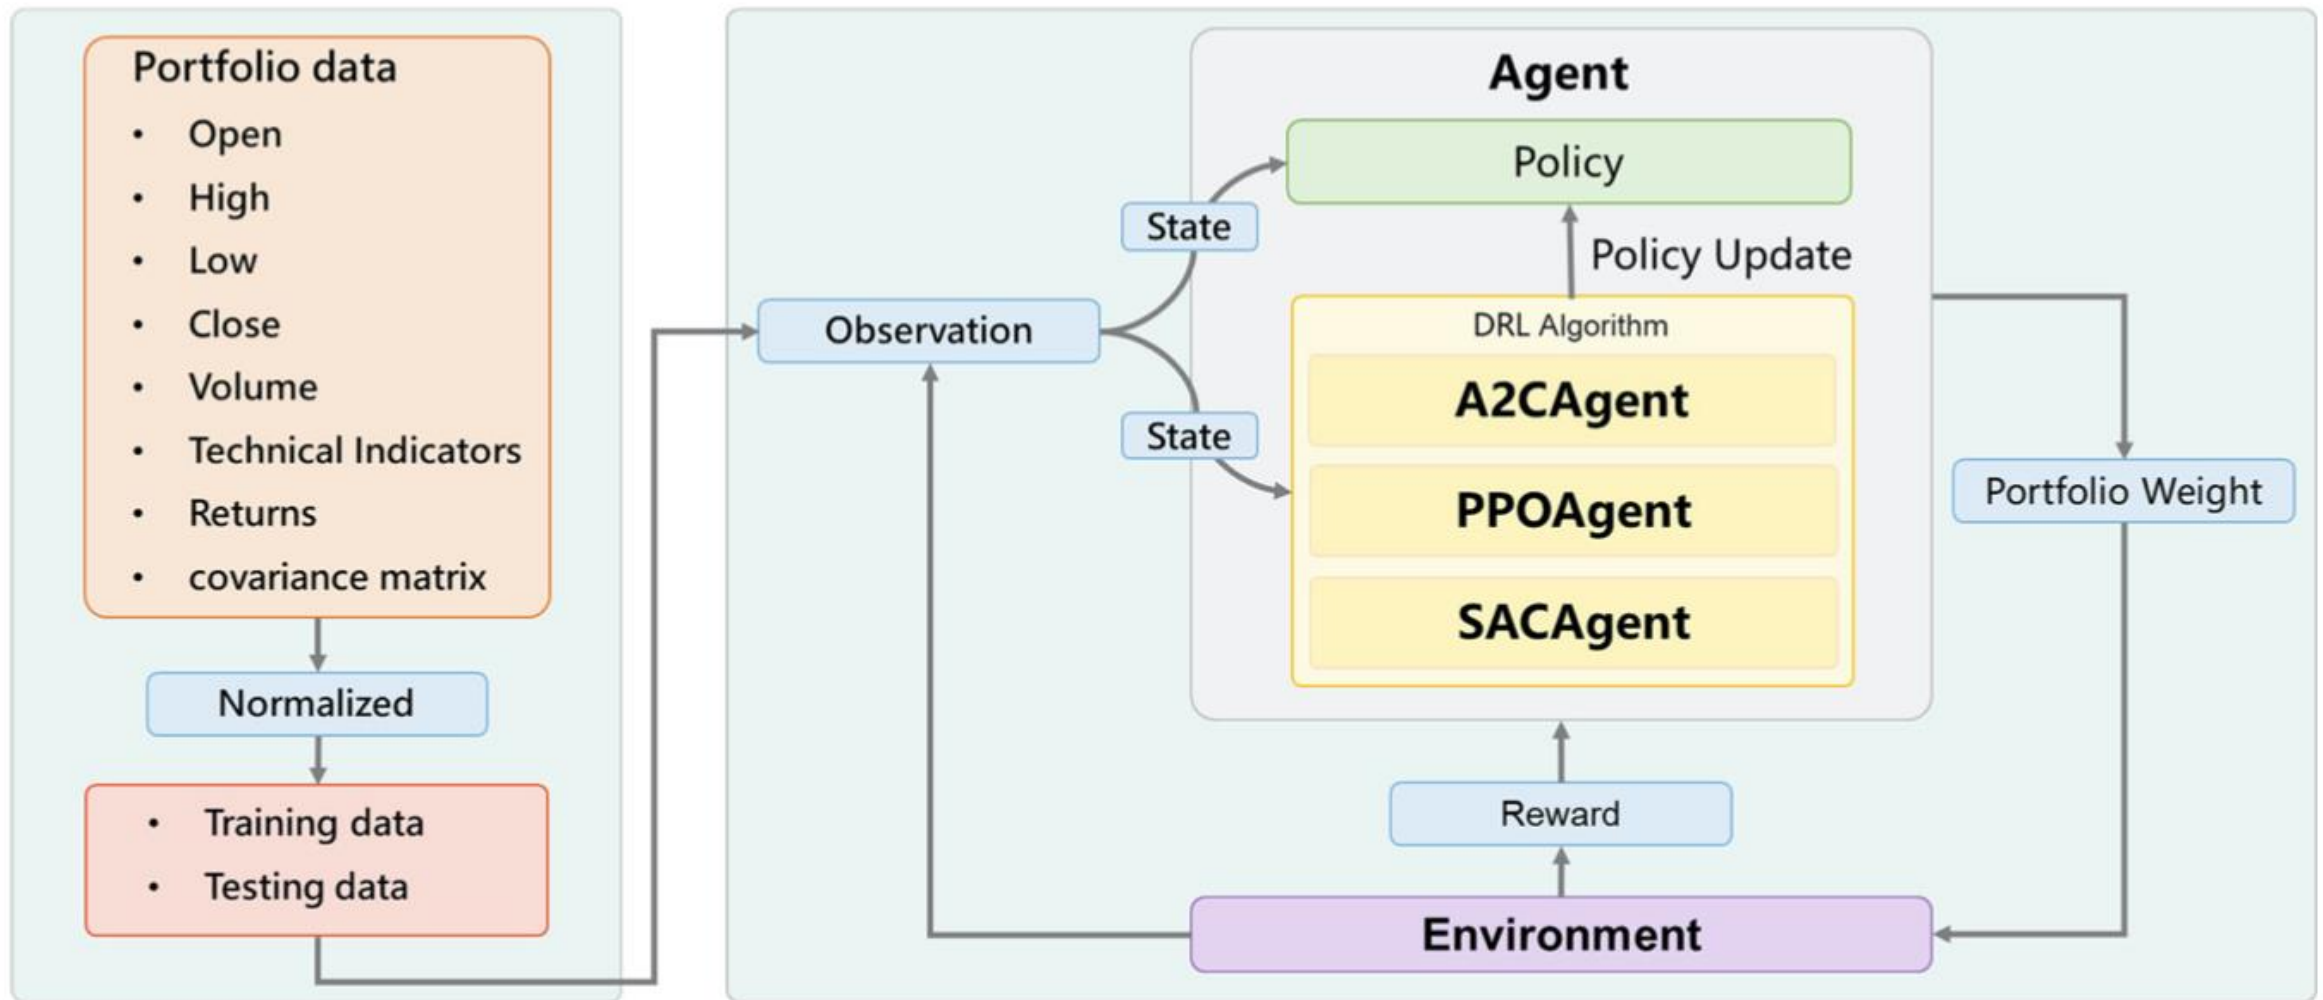 Portfolio data
• Open
• High
• Low
• Close
• Volume
• Technical Indicators
• Returns
• covariance matrix
Normalized
• Training data
• Testing data
Observation
State
State
Agent
Policy
Policy Update
DRL Algorithm
A2CAgent
PPOAgent
SACAgent
Portfolio Weight
Reward
Environment